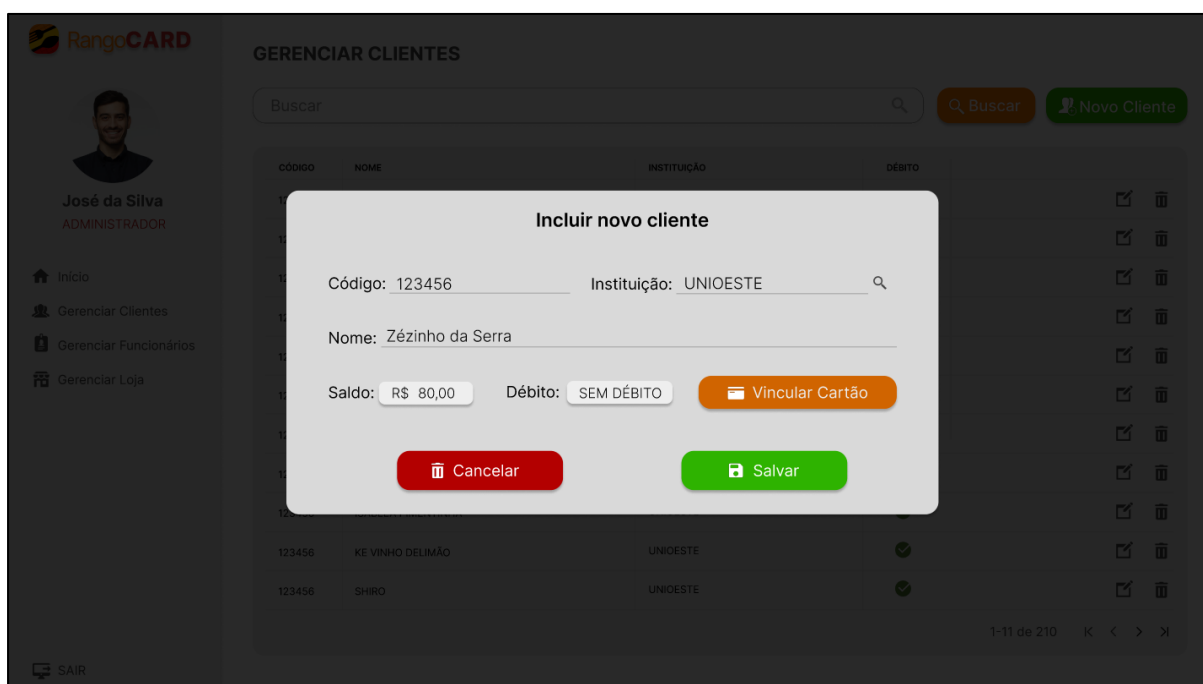 RangoCARD
GERENCIAR CLIENTES
Buscar
Buscar
Novo Cliente
José da Silva
ADMINISTRADOR
Início
Gerenciar Clientes
Gerenciar Funcionários
Gerenciar Loja
SAIR
CÓDIGO NOME INSTITUIÇÃO DÉBITO
Incluir novo cliente
Código: 123456 Instituição: UNIOESTE
Nome: Zézinho da Serra
Saldo: R$ 80,00 Débito: SEM DÉBITO Vincular Cartão
Cancelar Salvar
123456 KE VINHO DELIMÃO UNIOESTE
123456 SHIRO UNIOESTE
1-11 de 210